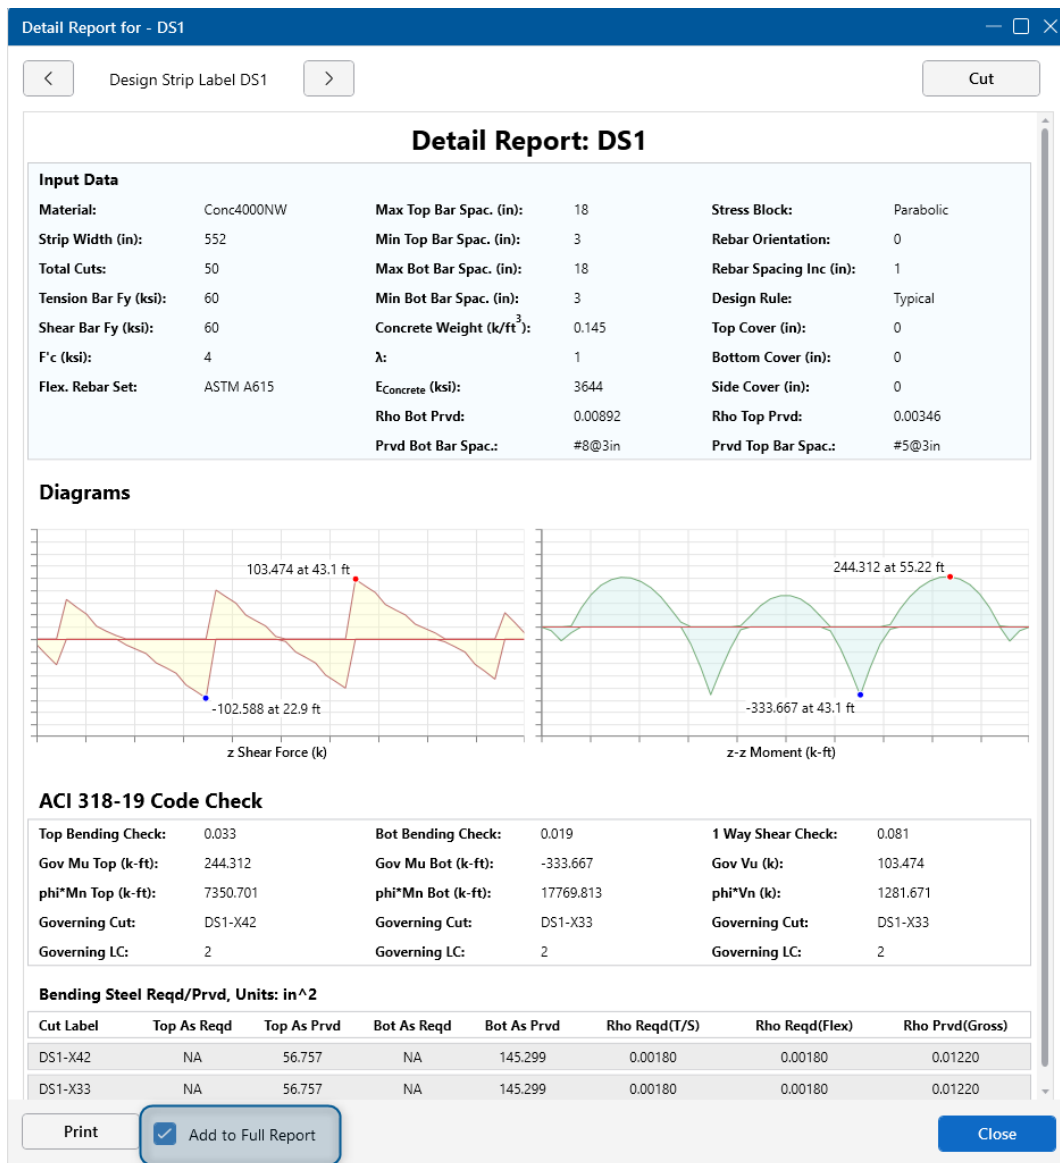 Detail Report for - DS1
Design Strip Label DS1
Cut
Detail Report: DS1
Input Data
Material: Conc4000NW Max Top Bar Spac. (in): 18 Stress Block: Parabolic
Strip Width (in): 552 Min Top Bar Spac. (in): 3 Rebar Orientation: 0
Total Cuts: 50 Max Bot Bar Spac. (in): 18 Rebar Spacing Inc (in): 1
Tension Bar Fy (ksi): 60 Min Bot Bar Spac. (in): 3 Design Rule: Typical
Shear Bar Fy (ksi): 60 Concrete Weight (k/ft³): 0.145 Top Cover (in): 0
F'c (ksi): 4 λ: 1 Bottom Cover (in): 0
Flex. Rebar Set: ASTM A615 EConcrete (ksi): 3644 Side Cover (in): 0
Rho Bot Prvd: 0.00892 Rho Top Prvd: 0.00346
Prvd Bot Bar Spac.: #8@3in Prvd Top Bar Spac.: #5@3in
Diagrams
103.474 at 43.1 ft
-102.588 at 22.9 ft
z Shear Force (k)
244.312 at 55.22 ft
-333.667 at 43.1 ft
z-z Moment (k-ft)
ACI 318-19 Code Check
Top Bending Check: 0.033 Bot Bending Check: 0.019 1 Way Shear Check: 0.081
Gov Mu Top (k-ft): 244.312 Gov Mu Bot (k-ft): -333.667 Gov Vu (k): 103.474
phi*Mn Top (k-ft): 7350.701 phi*Mn Bot (k-ft): 17769.813 phi*Vn (k): 1281.671
Governing Cut: DS1-X42 Governing Cut: DS1-X33 Governing Cut: DS1-X33
Governing LC: 2 Governing LC: 2 Governing LC: 2
Bending Steel Reqd/Prvd, Units: in^2
Cut Label Top As Reqd Top As Prvd Bot As Reqd Bot As Prvd Rho Reqd(T/S) Rho Reqd(Flex) Rho Prvd(Gross)
DS1-X42 NA 56.757 NA 145.299 0.00180 0.00180 0.01220
DS1-X33 NA 56.757 NA 145.299 0.00180 0.00180 0.01220
Print
Add to Full Report
Close